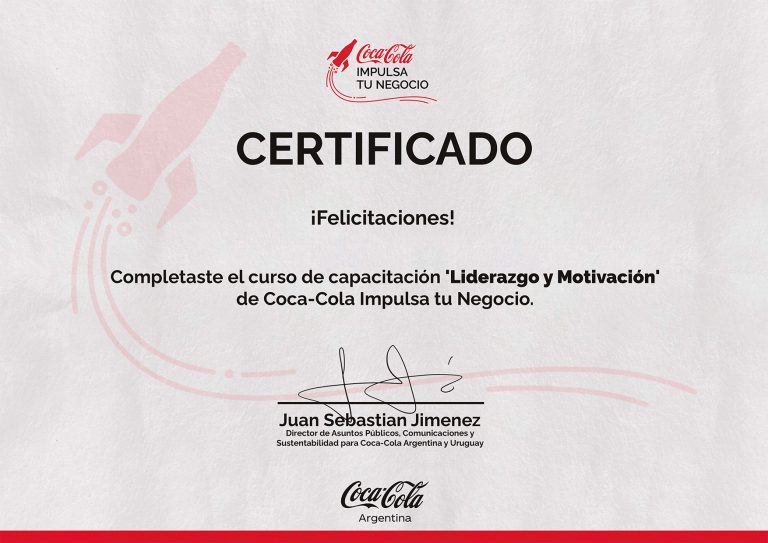 Coca-Cola
IMPULSA
TU NEGOCIO
CERTIFICADO
¡Felicitaciones!
Completaste el curso de capacitación 'Liderazgo y Motivación'
de Coca-Cola Impulsa tu Negocio.
Juan Sebastian Jimenez
Director de Asuntos Públicos, Comunicaciones y
Sustentabilidad para Coca-Cola Argentina y Uruguay
Coca-Cola
Argentina